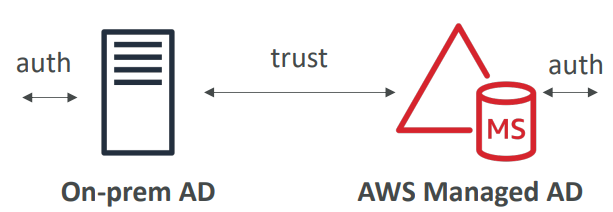 auth
trust
auth
MS
On-prem AD
AWS Managed AD